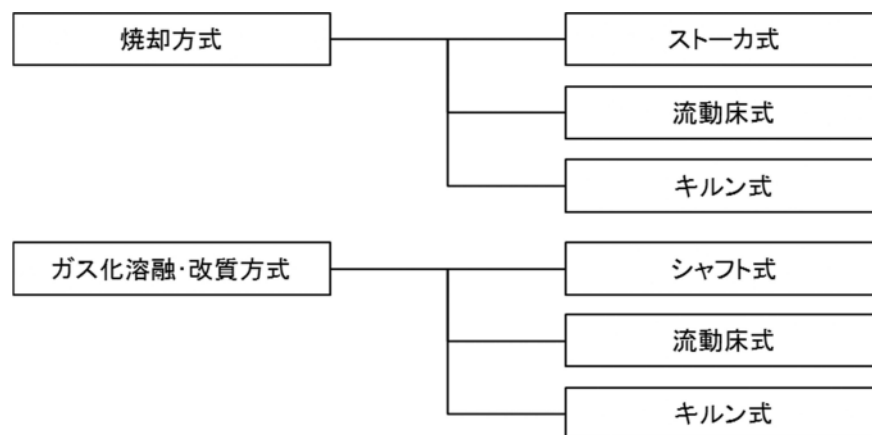 焼却方式
ストーカ式
流動床式
キルン式
ガス化溶融・改質方式
シャフト式
流動床式
キルン式